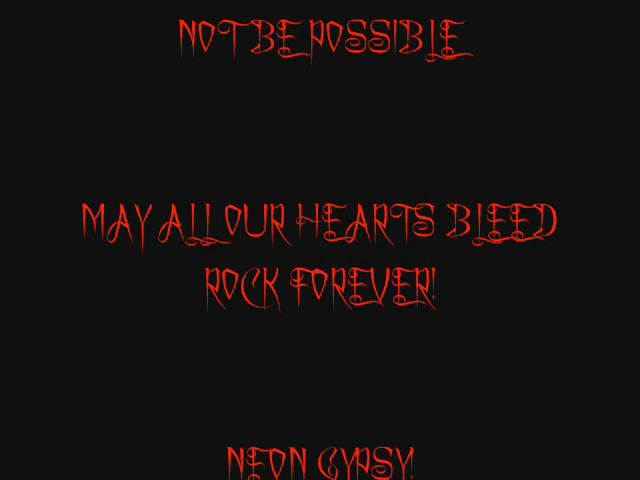 NOT BE POSSIBLE
MAY ALL OUR HEARTS BLEED
ROCK FOREVER!
NEON GYPSY!